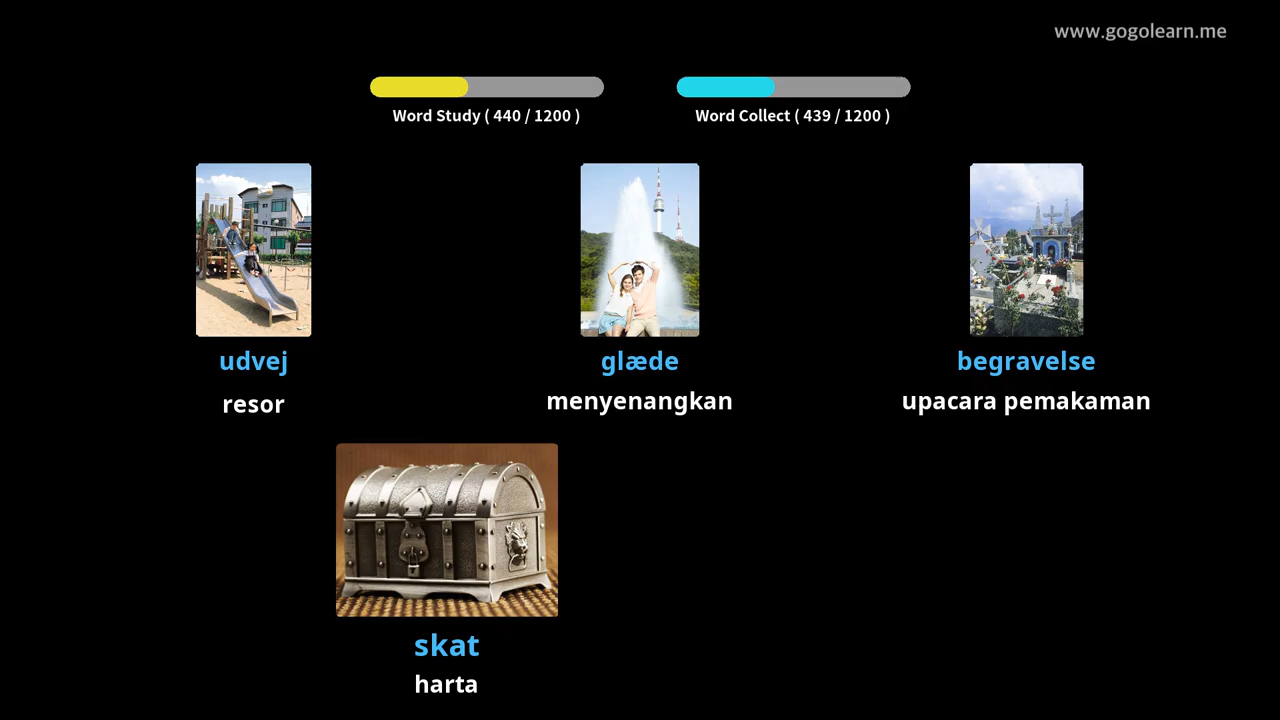 www.gogolearn.me
Word Study ( 440 / 1200 )
Word Collect ( 439 / 1200 )
udvej
glæde
begravelse
resor
menyenangkan
upacara pemakaman
skat
harta